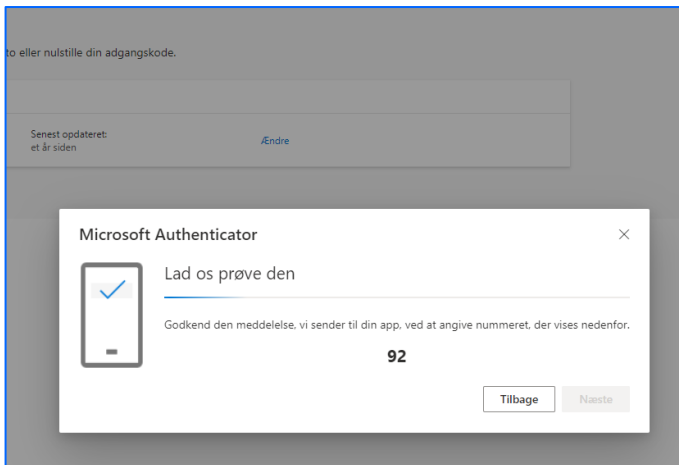 to eller nulstille din adgangskode.
Senest opdateret:
et år siden
Ændre
Microsoft Authenticator
Lad os prøve den
Godkend den meddelelse, vi sender til din app, ved at angive nummeret, der vises nedenfor.
92
Tilbage
Næste